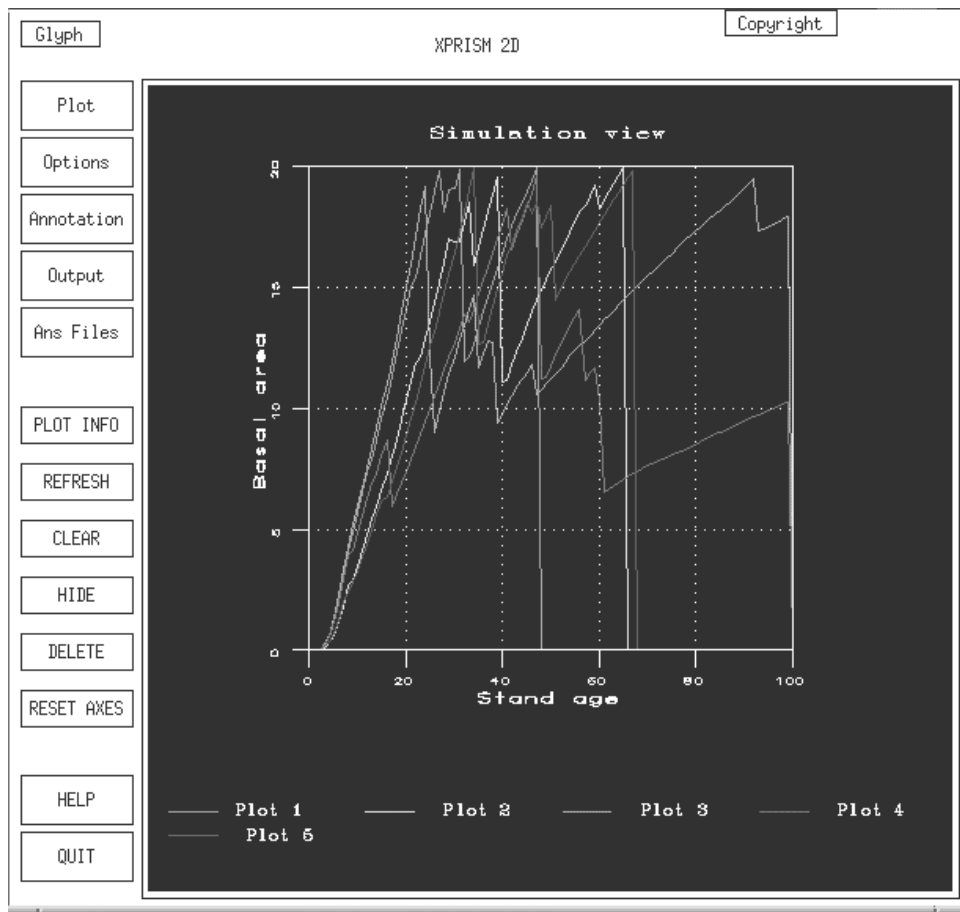 Glyph
Copyright
XPRISM 2D
Plot
Options
Annotation
Output
Ans Files
PLOT INFO
REFRESH
CLEAR
HIDE
DELETE
RESET AXES
HELP
QUIT
Simulation view
20
15
10
5
0
Basal area
0 20 40 60 80 100
Stand age
Plot 1 Plot 2 Plot 3 Plot 4
Plot 5